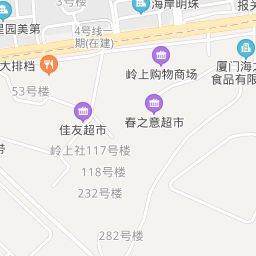 海岸明珠
报关
星园美第
4号线一
期(在建)
大排档
岭上购物商场
厦门海大
食品有限
53号楼
佳友超市
春之意超市
带
岭上社117号楼
118号楼
232号楼
282号楼